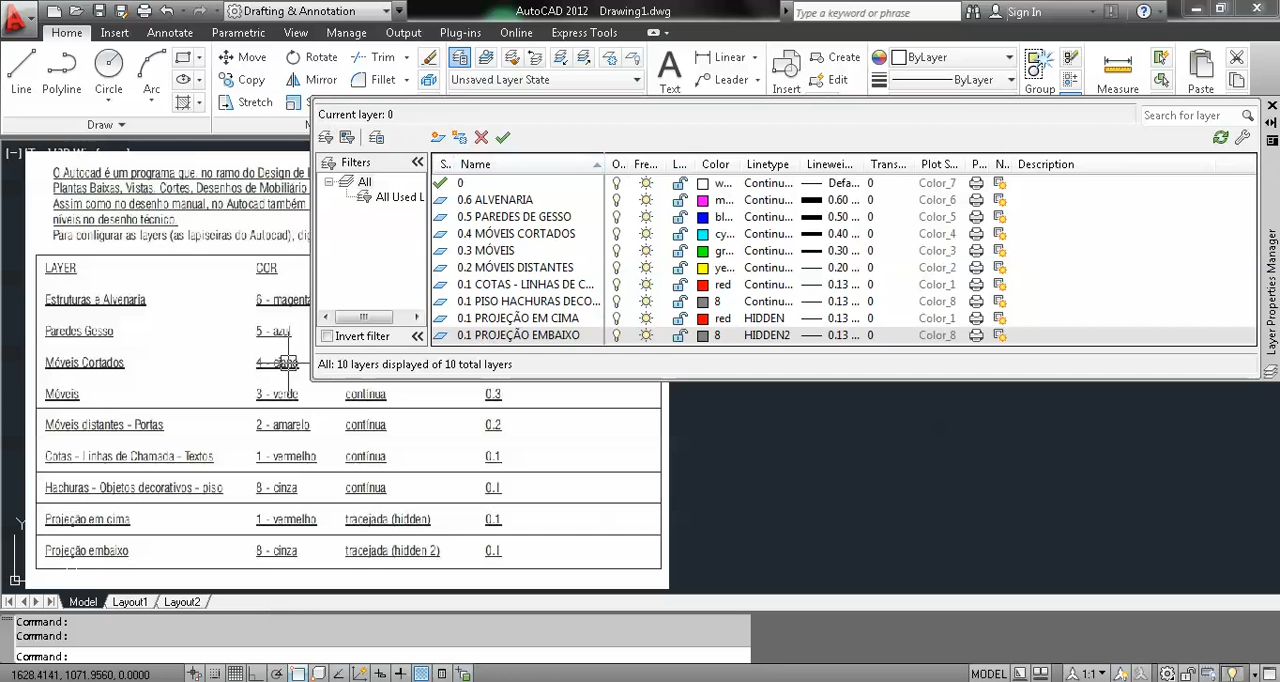 Drafting & Annotation
AutoCAD 2012 Drawing1.dwg
Type a keyword or phrase
Sign In
Home Insert Annotate Parametric View Manage Output Plug-ins Online Express Tools
Line Polyline Circle Arc
Move Rotate Trim
Copy Mirror Fillet
Stretch
Draw
Unsaved Layer State
Text
Linear
Leader
Insert
Create
Edit
ByLayer
ByLayer
Group
Measure
Paste
Current layer: 0
Search for layer
Filters
All
All Used L
Invert filter
S.. Name O.. Fre... L... Color Linetype Linewei... Trans... Plot S... P... N.. Description
0 w... Continu... Defa... 0 Color_7
0.6 ALVENARIA m... Continu... 0.60 ... 0 Color_6
0.5 PAREDES DE GESSO bl... Continu... 0.50 ... 0 Color_5
0.4 MÓVEIS CORTADOS cy... Continu... 0.40 ... 0 Color_4
0.3 MÓVEIS gr... Continu... 0.30 ... 0 Color_3
0.2 MÓVEIS DISTANTES ye... Continu... 0.20 ... 0 Color_2
0.1 COTAS - LINHAS DE C... red Continu... 0.13 ... 0 Color_1
0.1 PISO HACHURAS DECO... 8 Continu... 0.13 ... 0 Color_8
0.1 PROJEÇÃO EM CIMA red HIDDEN 0.13 ... 0 Color_1
0.1 PROJEÇÃO EMBAIXO 8 HIDDEN2 0.13 ... 0 Color_8
All: 10 layers displayed of 10 total layers
Layer Properties Manager
O Autocad é um programa que, no ramo do Design de
Plantas Baixas, Vistas, Cortes, Desenhos de Mobiliário
Assim como no desenho manual, no Autocad também
níveis no desenho técnico.
Para configurar as layers (as lapiseiras do Autocad), di
LAYER COR
Estruturas e Alvenaria 6 - magenta
Paredes Gesso 5 - azul
Móveis Cortados 4 -
Móveis 3 - verde contínua 0.3
Móveis distantes - Portas 2 - amarelo contínua 0.2
Cotas - Linhas de Chamada - Textos 1 - vermelho contínua 0.1
Hachuras - Objetos decorativos - piso 8 - cinza contínua 0.1
Projeção em cima 1 - vermelho tracejada (hidden) 0.1
Projeção embaixo 8 - cinza tracejada (hidden 2) 0.1
Y
Model Layout1 Layout2
Command:
Command:
Command:
1628.4141, 1071.9560, 0.0000
MODEL
1:1